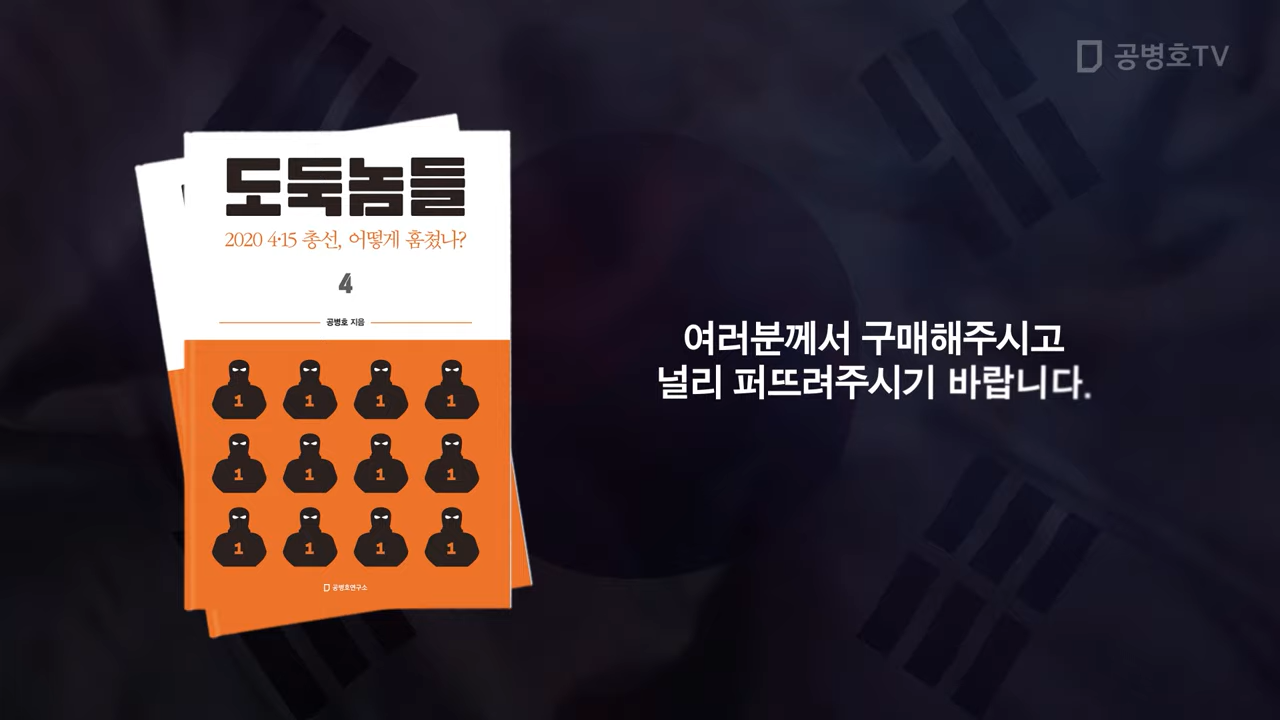 공병호TV
도둑놈들
2020 4·15 총선, 어떻게 훔쳤나?
4
공병호 지음
1 1 1 1
1 1 1 1
1 1 1 1
공병호연구소
여러분께서 구매해주시고
널리 퍼뜨려주시기 바랍니다.